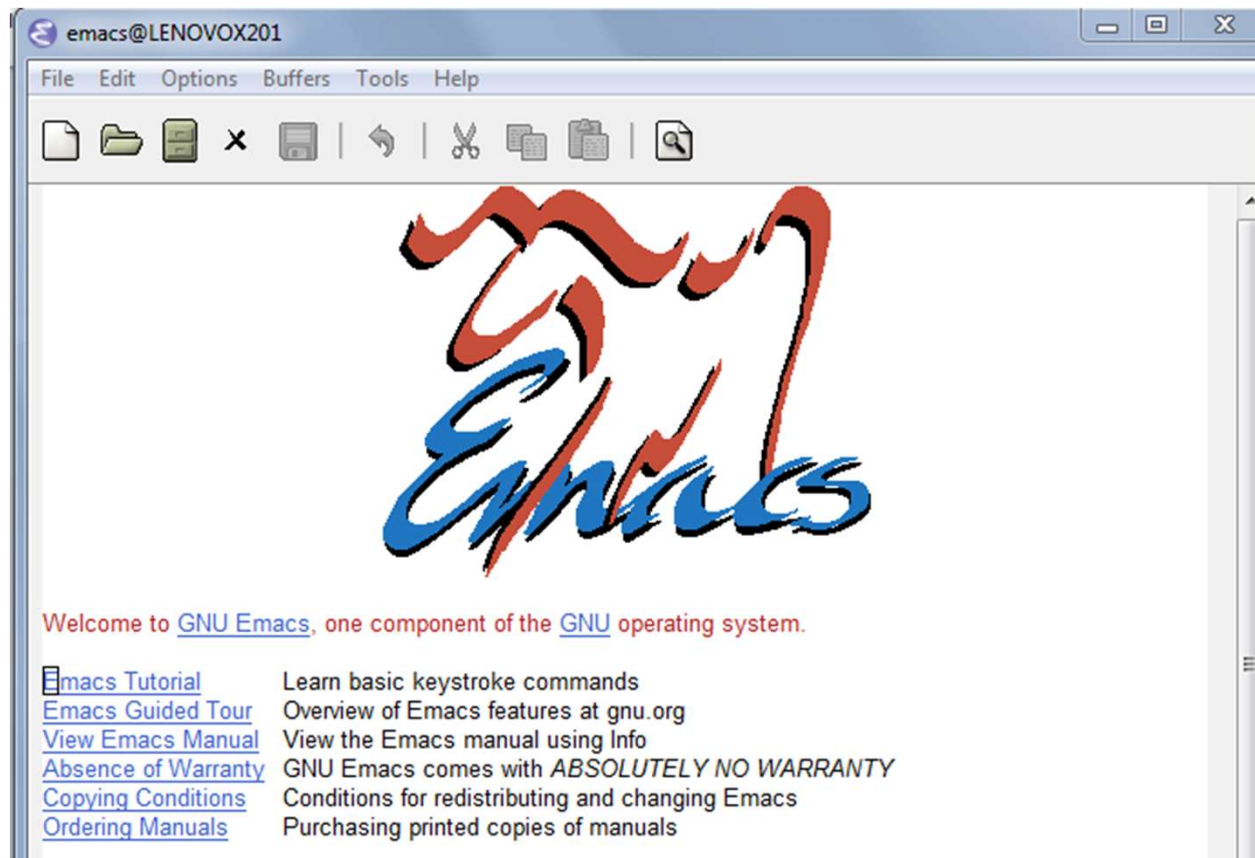 emacs@LENOVOX201
File Edit Options Buffers Tools Help
Emacs
Welcome to GNU Emacs, one component of the GNU operating system.
Emacs Tutorial Learn basic keystroke commands
Emacs Guided Tour Overview of Emacs features at gnu.org
View Emacs Manual View the Emacs manual using Info
Absence of Warranty GNU Emacs comes with ABSOLUTELY NO WARRANTY
Copying Conditions Conditions for redistributing and changing Emacs
Ordering Manuals Purchasing printed copies of manuals